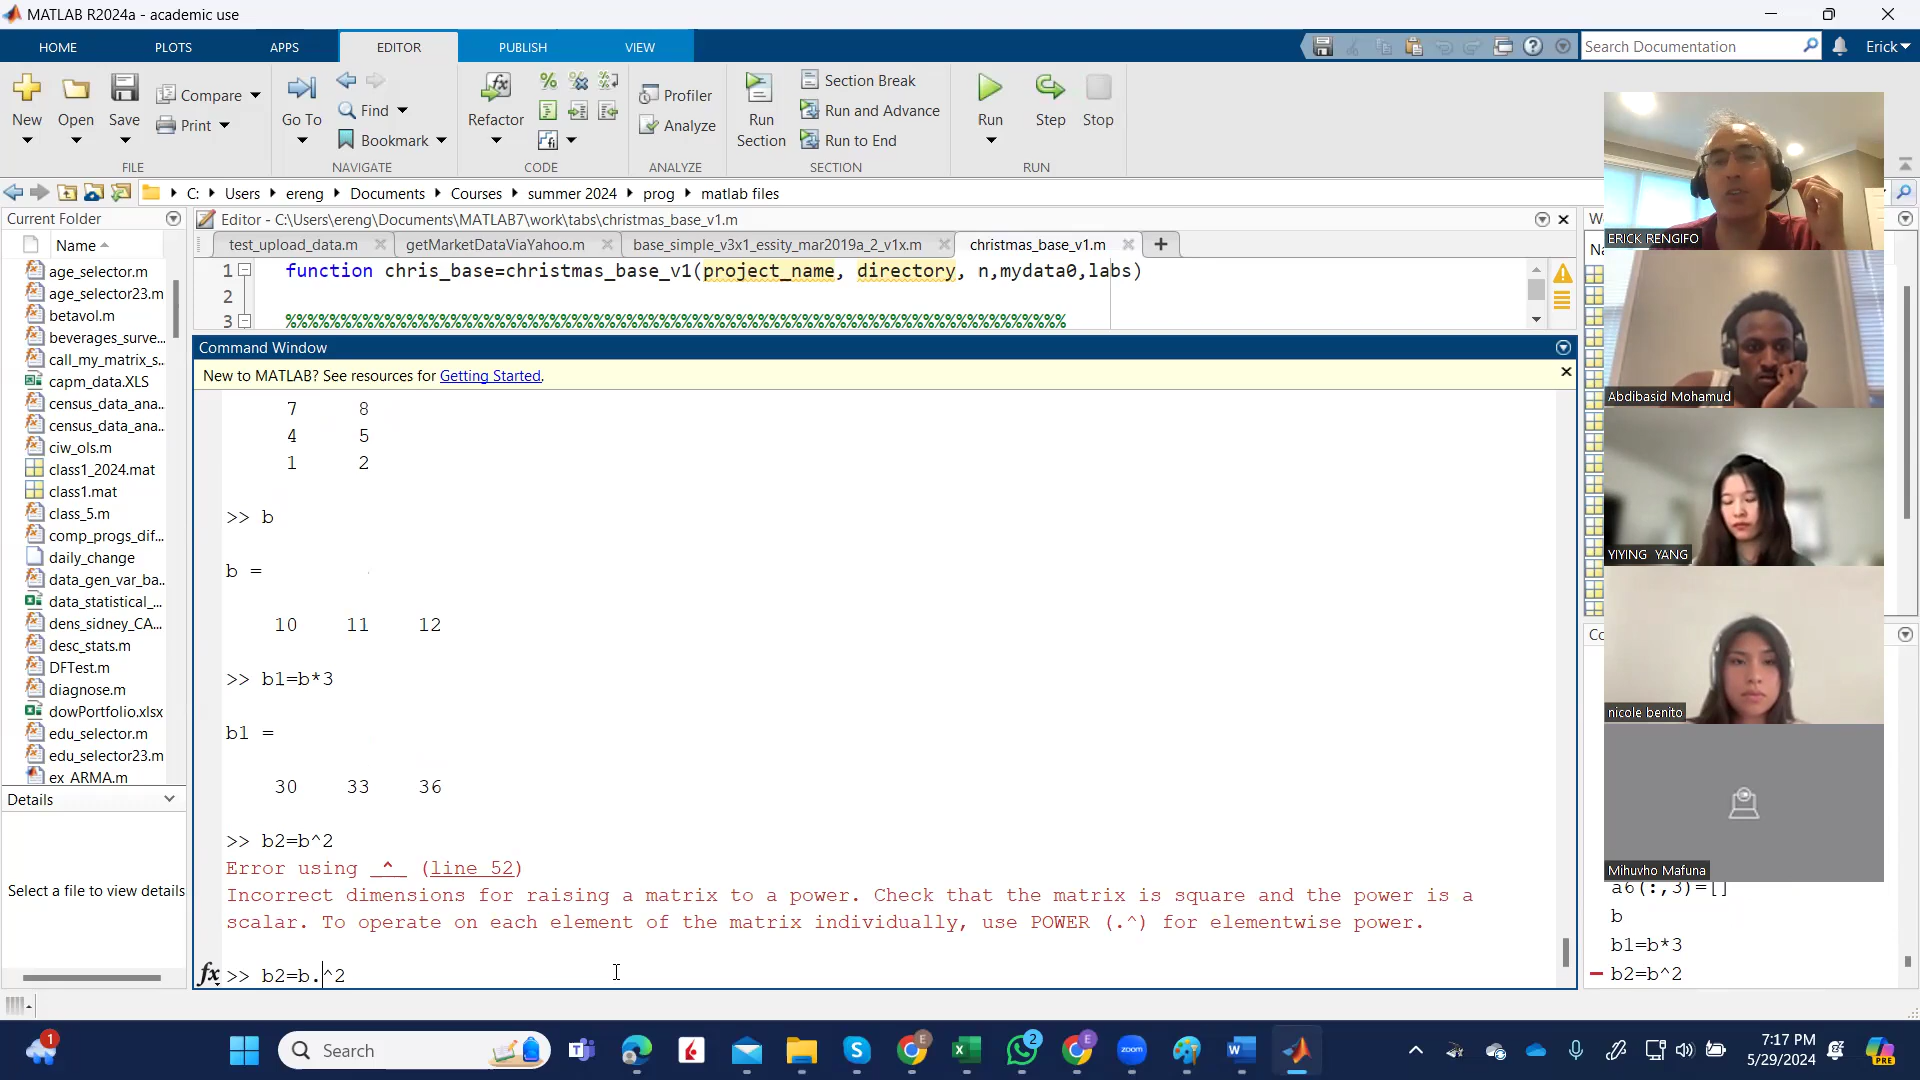 MATLAB R2024a - academic use
HOME PLOTS APPS EDITOR PUBLISH VIEW
Search Documentation
Erick
New
Open
Save
Compare
Print
Go To
Find
Bookmark
Refactor
Profiler
Analyze
Run
Section
Section Break
Run and Advance
Run to End
Run
Step
Stop
FILE NAVIGATE CODE ANALYZE SECTION RUN
C: Users ereng Documents Courses summer 2024 prog matlab files
Current Folder
Name
age_selector.m
age_selector23.m
betavol.m
beverages_surve...
call_my_matrix_s...
capm_data.XLS
census_data_ana...
census_data_ana...
ciw_ols.m
class1_2024.mat
class1.mat
class_5.m
comp_progs_dif...
daily_change
data_gen_var_ba...
data_statistical_...
dens_sidney_CA...
desc_stats.m
DFTest.m
diagnose.m
dowPortfolio.xlsx
edu_selector.m
edu_selector23.m
ex_ARMA.m
Details
Select a file to view details
Editor - C:\Users\ereng\Documents\MATLAB7\work\tabs\christmas_base_v1.m
test_upload_data.m getMarketDataViaYahoo.m base_simple_v3x1_essity_mar2019a_2_v1x.m christmas_base_v1.m
1 function chris_base=christmas_base_v1(project_name, directory, n,mydata0,labs)
2
3
Command Window
New to MATLAB? See resources for Getting Started.
7 8
4 5
1 2
>> b
b =
10 11 12
>> b1=b*3
b1 =
30 33 36
>> b2=b^2
Error using ^ (line 52)
Incorrect dimensions for raising a matrix to a power. Check that the matrix is square and the power is a
scalar. To operate on each element of the matrix individually, use POWER (.^) for elementwise power.
fx >> b2=b.^2
ERICK RENGIFO
Abdibasid Mohamud
YIYING YANG
nicole benito
Mihuvho Mafuna
a6(:,3)=[]
b
b1=b*3
b2=b^2
1
Search
E
2
E
zoom
7:17 PM
5/29/2024
PRE